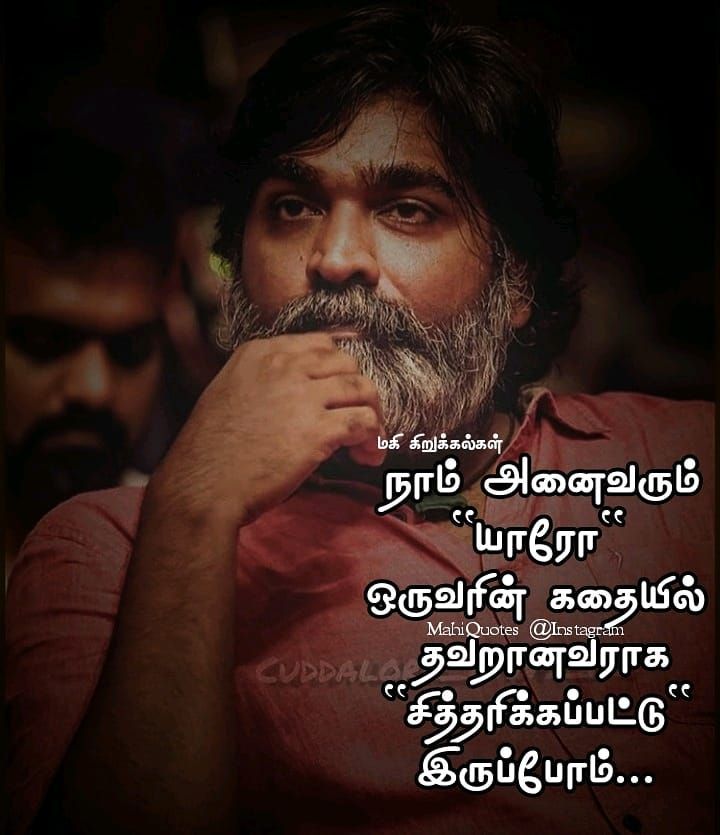 மகி கிறுக்கல்கள்
நாம் அனைவரும்
"யாரோ"
ஒருவரின் கதையில்
MahiQuotes @Instagram
தவறானவராக
"சித்தரிக்கப்பட்டு"
இருப்போம்...